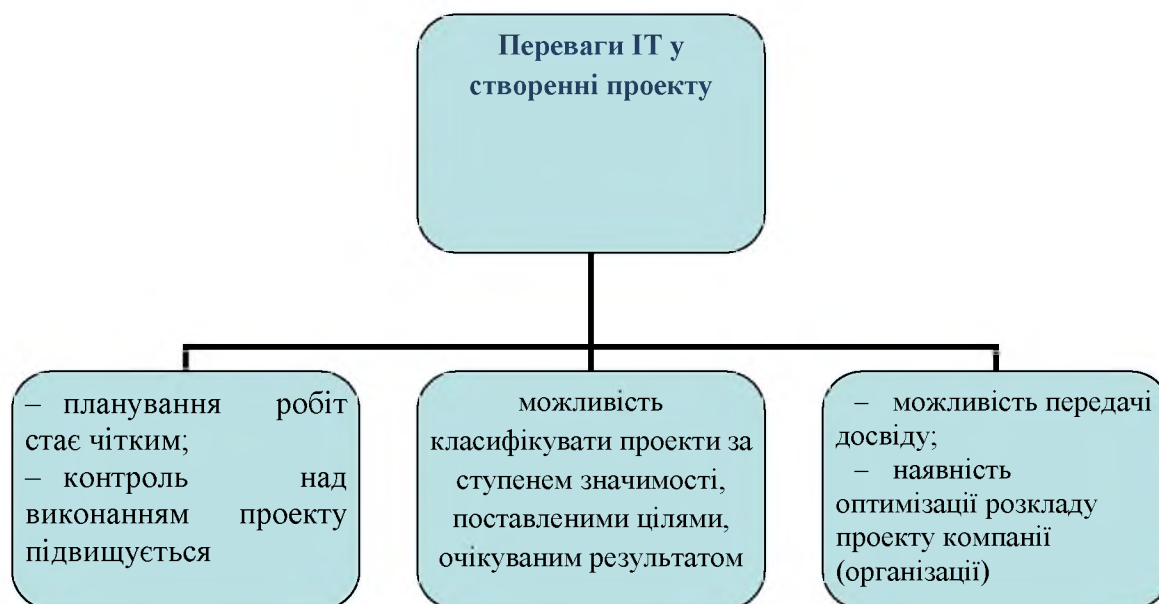 Переваги ІТ у
створенні проекту
– планування робіт
стає чітким;
– контроль над
виконанням проекту
підвищується
можливість
класифікувати проекти за
ступенем значимості,
поставленими цілями,
очікуваним результатом
– можливість передачі
досвіду;
– наявність
оптимізації розкладу
проекту компанії
(організації)